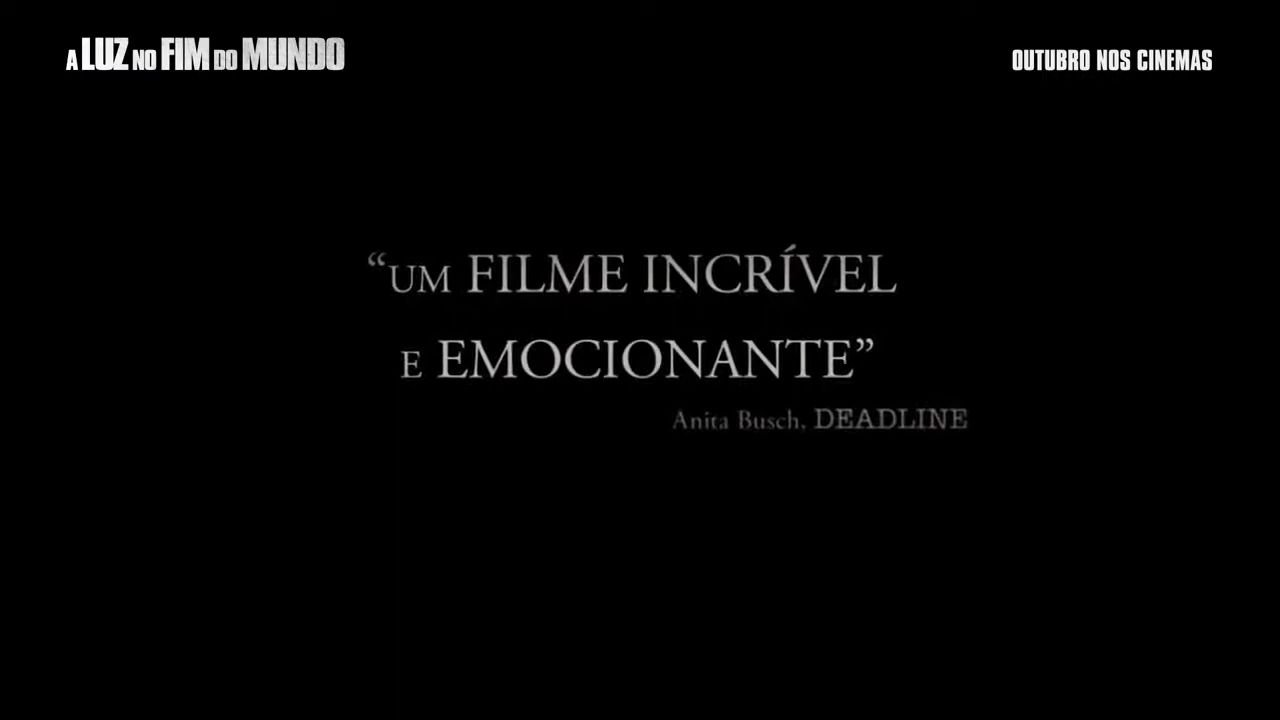 A LUZ NO FIM DO MUNDO
OUTUBRO NOS CINEMAS
“UM FILME INCRÍVEL
E EMOCIONANTE”
Anita Busch, DEADLINE